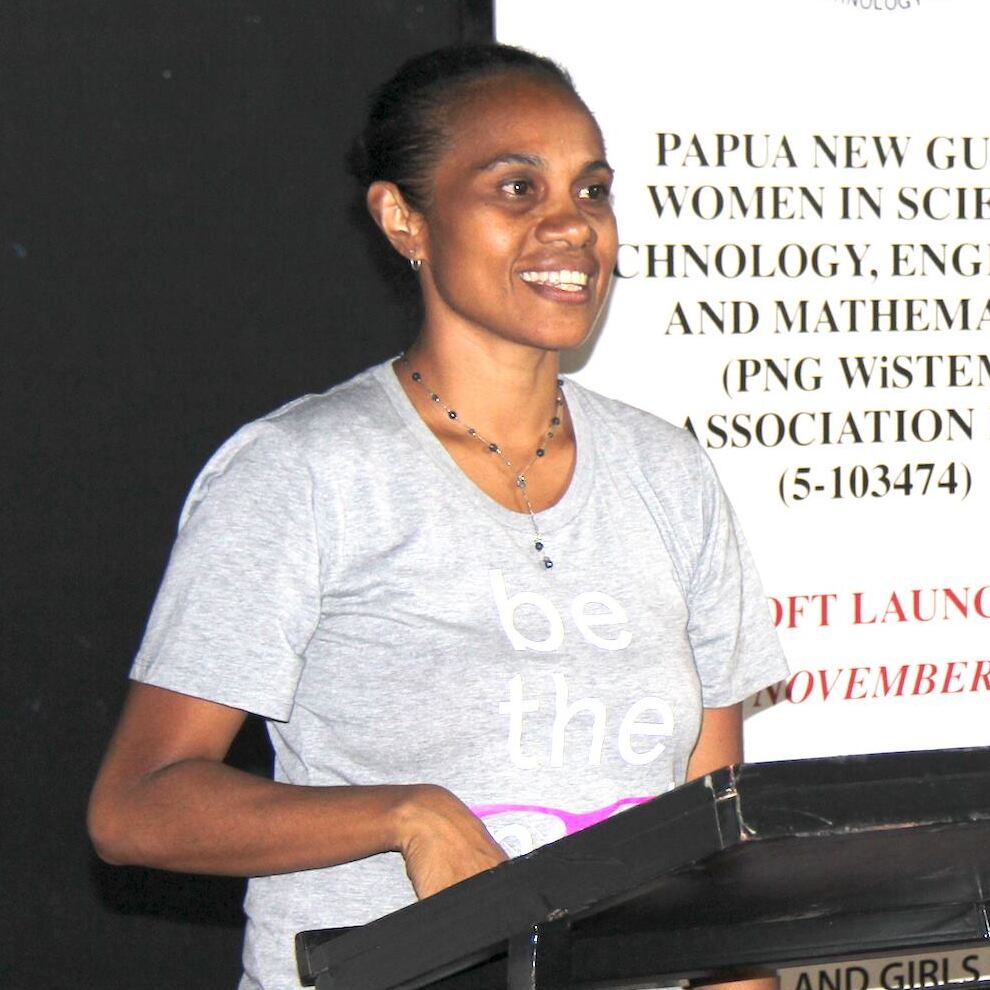 PAPUA NEW GU
WOMEN IN SCIE
CHNOLOGY, ENGI
AND MATHEMA
(PNG WiSTEM
ASSOCIATION
(5-103474)
OFT LAUNC
NOVEMBER
be
the
AND GIRLS